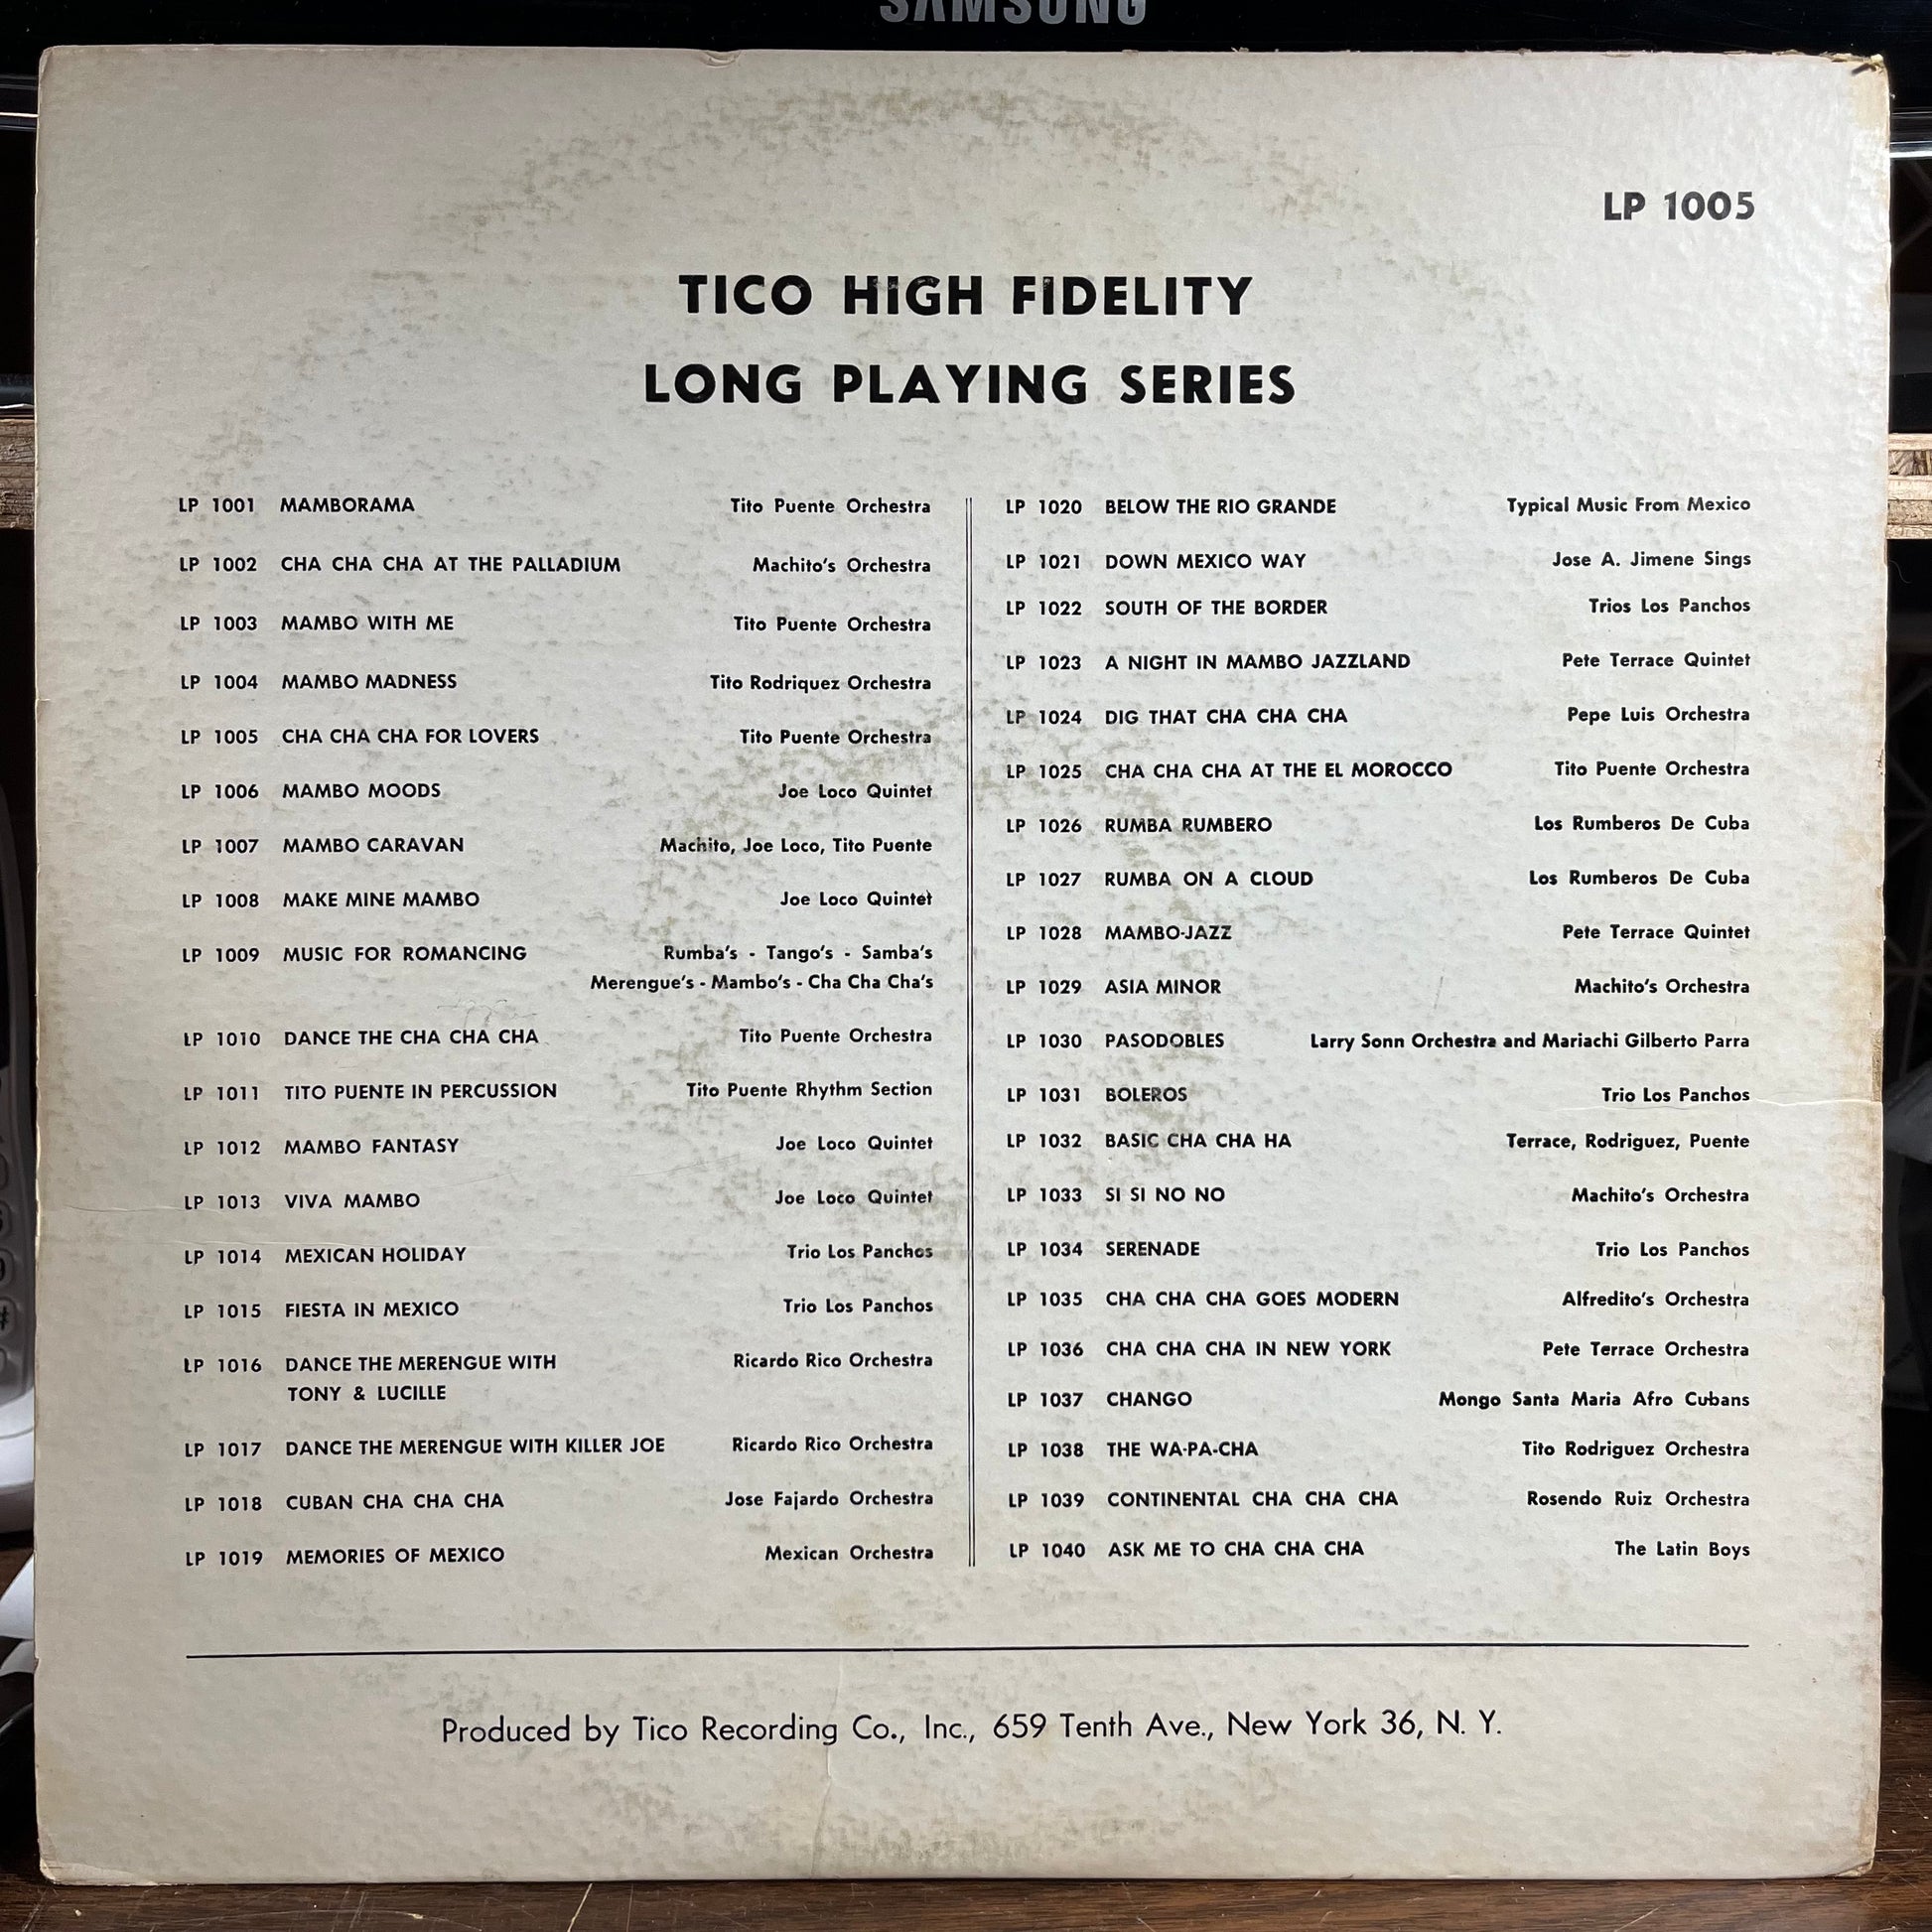 SAMSUNG
LP 1005
TICO HIGH FIDELITY
LONG PLAYING SERIES
LP 1001 MAMBORAMA Tito Puente Orchestra
LP 1002 CHA CHA CHA AT THE PALLADIUM Machito's Orchestra
LP 1003 MAMBO WITH ME Tito Puente Orchestra
LP 1004 MAMBO MADNESS Tito Rodriquez Orchestra
LP 1005 CHA CHA CHA FOR LOVERS Tito Puente Orchestra
LP 1006 MAMBO MOODS Joe Loco Quintet
LP 1007 MAMBO CARAVAN Machito, Joe Loco, Tito Puente
LP 1008 MAKE MINE MAMBO Joe Loco Quintet
LP 1009 MUSIC FOR ROMANCING Rumba's - Tango's - Samba's
Merengue's - Mambo's - Cha Cha Cha's
LP 1010 DANCE THE CHA CHA CHA Tito Puente Orchestra
LP 1011 TITO PUENTE IN PERCUSSION Tito Puente Rhythm Section
LP 1012 MAMBO FANTASY Joe Loco Quintet
LP 1013 VIVA MAMBO Joe Loco Quintet
LP 1014 MEXICAN HOLIDAY Trio Los Panchos
LP 1015 FIESTA IN MEXICO Trio Los Panchos
LP 1016 DANCE THE MERENGUE WITH Ricardo Rico Orchestra
TONY & LUCILLE
LP 1017 DANCE THE MERENGUE WITH KILLER JOE Ricardo Rico Orchestra
LP 1018 CUBAN CHA CHA CHA Jose Fajardo Orchestra
LP 1019 MEMORIES OF MEXICO Mexican Orchestra
LP 1020 BELOW THE RIO GRANDE Typical Music From Mexico
LP 1021 DOWN MEXICO WAY Jose A. Jimene Sings
LP 1022 SOUTH OF THE BORDER Trios Los Panchos
LP 1023 A NIGHT IN MAMBO JAZZLAND Pete Terrace Quintet
LP 1024 DIG THAT CHA CHA CHA Pepe Luis Orchestra
LP 1025 CHA CHA CHA AT THE EL MOROCCO Tito Puente Orchestra
LP 1026 RUMBA RUMBERO Los Rumberos De Cuba
LP 1027 RUMBA ON A CLOUD Los Rumberos De Cuba
LP 1028 MAMBO-JAZZ Pete Terrace Quintet
LP 1029 ASIA MINOR Machito's Orchestra
LP 1030 PASODOBLES Larry Sonn Orchestra and Mariachi Gilberto Parra
LP 1031 BOLEROS Trio Los Panchos
LP 1032 BASIC CHA CHA HA Terrace, Rodriguez, Puente
LP 1033 SI SI NO NO Machito's Orchestra
LP 1034 SERENADE Trio Los Panchos
LP 1035 CHA CHA CHA GOES MODERN Alfredito's Orchestra
LP 1036 CHA CHA CHA IN NEW YORK Pete Terrace Orchestra
LP 1037 CHANGO Mongo Santa Maria Afro Cubans
LP 1038 THE WA-PA-CHA Tito Rodriguez Orchestra
LP 1039 CONTINENTAL CHA CHA CHA Rosendo Ruiz Orchestra
LP 1040 ASK ME TO CHA CHA CHA The Latin Boys
Produced by Tico Recording Co., Inc., 659 Tenth Ave., New York 36, N. Y.